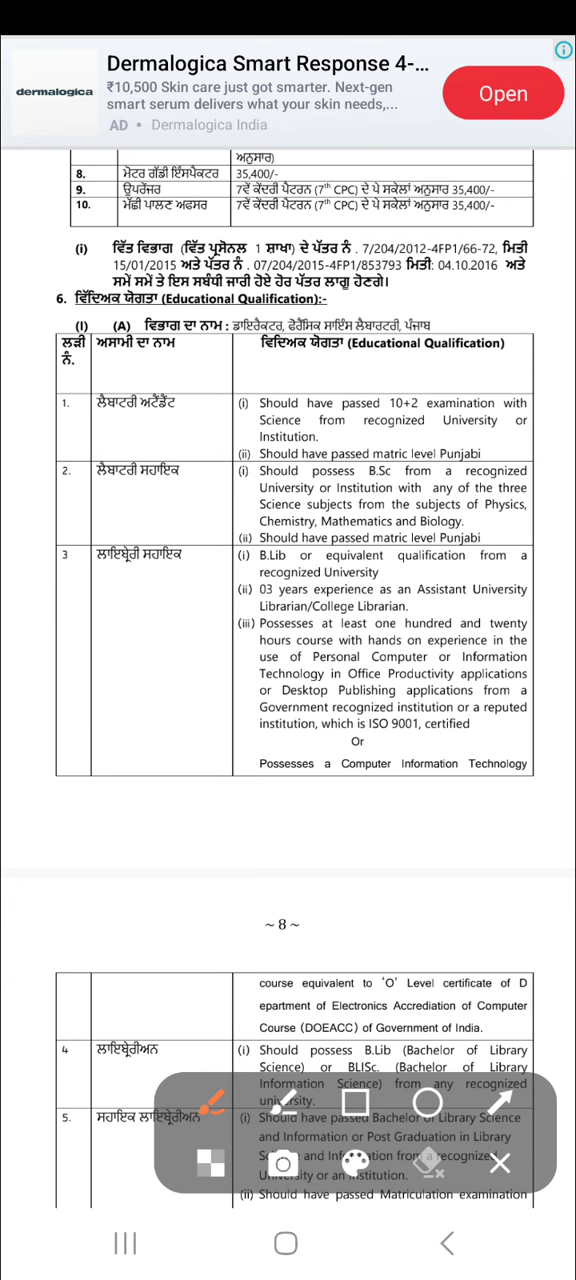 Dermalogica Smart Response 4-...
dermalogica
₹10,500 Skin care just got smarter. Next-gen
smart serum delivers what your skin needs,...
AD • Dermalogica India
Open
ਅਨੁਸਾਰ)
8. ਮੋਟਰ ਗੱਡੀ ਇੰਸਪੈਕਟਰ 35,400/-
9. ਉਪਰੇਂਜਰ 7ਵੇਂ ਕੇਂਦਰੀ ਪੈਟਰਨ (7th CPC) ਦੇ ਪੇ ਸਕੇਲਾਂ ਅਨੁਸਾਰ 35,400/-
10. ਮੱਛੀ ਪਾਲਣ ਅਫਸਰ 7ਵੇਂ ਕੇਂਦਰੀ ਪੈਟਰਨ (7th CPC) ਦੇ ਪੇ ਸਕੇਲਾਂ ਅਨੁਸਾਰ 35,400/-
(i) ਵਿੱਤ ਵਿਭਾਗ (ਵਿੱਤ ਪ੍ਰਸੋਨਲ 1 ਸ਼ਾਖਾ) ਦੇ ਪੱਤਰ ਨੰ . 7/204/2012-4FP1/66-72, ਮਿਤੀ
15/01/2015 ਅਤੇ ਪੱਤਰ ਨੰ . 07/204/2015-4FP1/853793 ਮਿਤੀ: 04.10.2016 ਅਤੇ
ਸਮੇਂ ਸਮੇਂ ਤੇ ਇਸ ਸਬੰਧੀ ਜਾਰੀ ਹੋਏ ਹੋਰ ਪੱਤਰ ਲਾਗੂ ਹੋਣਗੇ।
6. ਵਿੱਦਿਅਕ ਯੋਗਤਾ (Educational Qualification):-
(I) (A) ਵਿਭਾਗ ਦਾ ਨਾਮ : ਡਾਇਰੈਕਟਰ, ਫੋਰੈਂਸਿਕ ਸਾਇੰਸ ਲੈਬਾਰਟਰੀ, ਪੰਜਾਬ
ਲੜੀ ਨੰ. ਅਸਾਮੀ ਦਾ ਨਾਮ ਵਿਦਿਅਕ ਯੋਗਤਾ (Educational Qualification)
1. ਲੈਬਾਟਰੀ ਅਟੈਂਡੈਂਟ (i) Should have passed 10+2 examination with
Science from recognized University or
Institution.
(ii) Should have passed matric level Punjabi
2. ਲੈਬਾਟਰੀ ਸਹਾਇਕ (i) Should possess B.Sc from a recognized
University or Institution with any of the three
Science subjects from the subjects of Physics,
Chemistry, Mathematics and Biology.
(ii) Should have passed matric level Punjabi
3 ਲਾਇਬ੍ਰੇਰੀ ਸਹਾਇਕ (i) B.Lib or equivalent qualification from a
recognized University
(ii) 03 years experience as an Assistant University
Librarian/College Librarian.
(iii) Possesses at least one hundred and twenty
hours course with hands on experience in the
use of Personal Computer or Information
Technology in Office Productivity applications
or Desktop Publishing applications from a
Government recognized institution or a reputed
institution, which is ISO 9001, certified
Or
Possesses a Computer Information Technology
~ 8 ~
course equivalent to ‘O’ Level certificate of D
epartment of Electronics Accrediation of Computer
Course (DOEACC) of Government of India.
4 ਲਾਇਬ੍ਰੇਰੀਅਨ (i) Should possess B.Lib (Bachelor of Library
Science) or BLISc. (Bachelor of Library
Information Science) from any recognized
university.
5. ਸਹਾਇਕ ਲਾਇਬ੍ਰੇਰੀਅਨ (i) Should have passed Bachelor of Library Science
and Information or Post Graduation in Library
and from a recognized
or an Institution.
(ii) Should have passed Matriculation examination